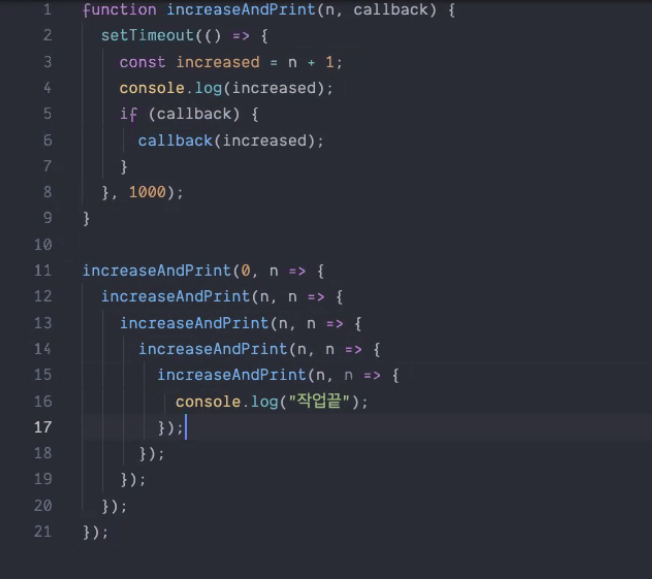 1 function increaseAndPrint(n, callback) {
2 setTimeout(() => {
3 const increased = n + 1;
4 console.log(increased);
5 if (callback) {
6 callback(increased);
7 }
8 }, 1000);
9 }
10
11 increaseAndPrint(0, n => {
12 increaseAndPrint(n, n => {
13 increaseAndPrint(n, n => {
14 increaseAndPrint(n, n => {
15 increaseAndPrint(n, n => {
16 console.log("작업끝");
17 });
18 });
19 });
20 });
21 });